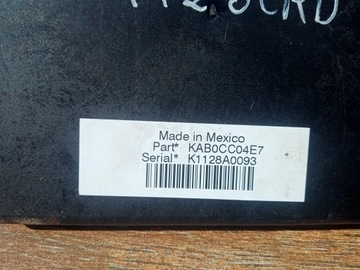 Made in Mexico
Part* KAB0CC04E7
Serial* K1128A0093